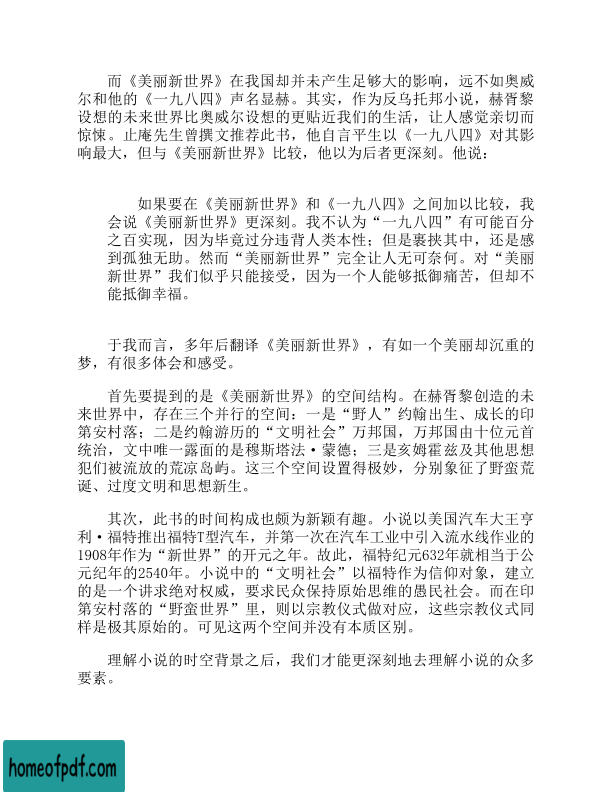 而《美丽新世界》在我国却并未产生足够大的影响，远不如奥威
尔和他的《一九八四》声名显赫。其实，作为反乌托邦小说，赫胥黎
设想的未来世界比奥威尔设想的更贴近我们的生活，让人感觉亲切而
惊悚。止庵先生曾撰文推荐此书，他自言平生以《一九八四》对其影
响最大，但与《美丽新世界》比较，他以为后者更深刻。他说：
如果要在《美丽新世界》和《一九八四》之间加以比较，我
会说《美丽新世界》更深刻。我不认为“一九八四”有可能百分
之百实现，因为毕竟过分违背人类本性；但是裹挟其中，还是感
到孤独无助。然而“美丽新世界”完全让人无可奈何。对“美丽
新世界”我们似乎只能接受，因为一个人能够抵御痛苦，但却不
能抵御幸福。
于我而言，多年后翻译《美丽新世界》，有如一个美丽却沉重的
梦，有很多体会和感受。
首先要提到的是《美丽新世界》的空间结构。在赫胥黎创造的未
来世界中，存在三个并行的空间：一是“野人”约翰出生、成长的印
第安村落；二是约翰游历的“文明社会”万邦国，万邦国由十位元首
统治，文中唯一露面的是穆斯塔法·蒙德；三是亥姆霍兹及其他思想
犯们被流放的荒凉岛屿。这三个空间设置得极妙，分别象征了野蛮荒
诞、过度文明和思想新生。
其次，此书的时间构成也颇为新颖有趣。小说以美国汽车大王亨
利·福特推出福特T型汽车，并第一次在汽车工业中引入流水线作业的
1908年作为“新世界”的开元之年。故此，福特纪元632年就相当于公
元纪年的2540年。小说中的“文明社会”以福特作为信仰对象，建立
的是一个讲求绝对权威，要求民众保持原始思维的愚民社会。而在印
第安村落的“野蛮世界”里，则以宗教仪式做对应，这些宗教仪式同
样是极其原始的。可见这两个空间并没有本质区别。
理解小说的时空背景之后，我们才能更深刻地去理解小说的众多
要素。
homeofpdf.com